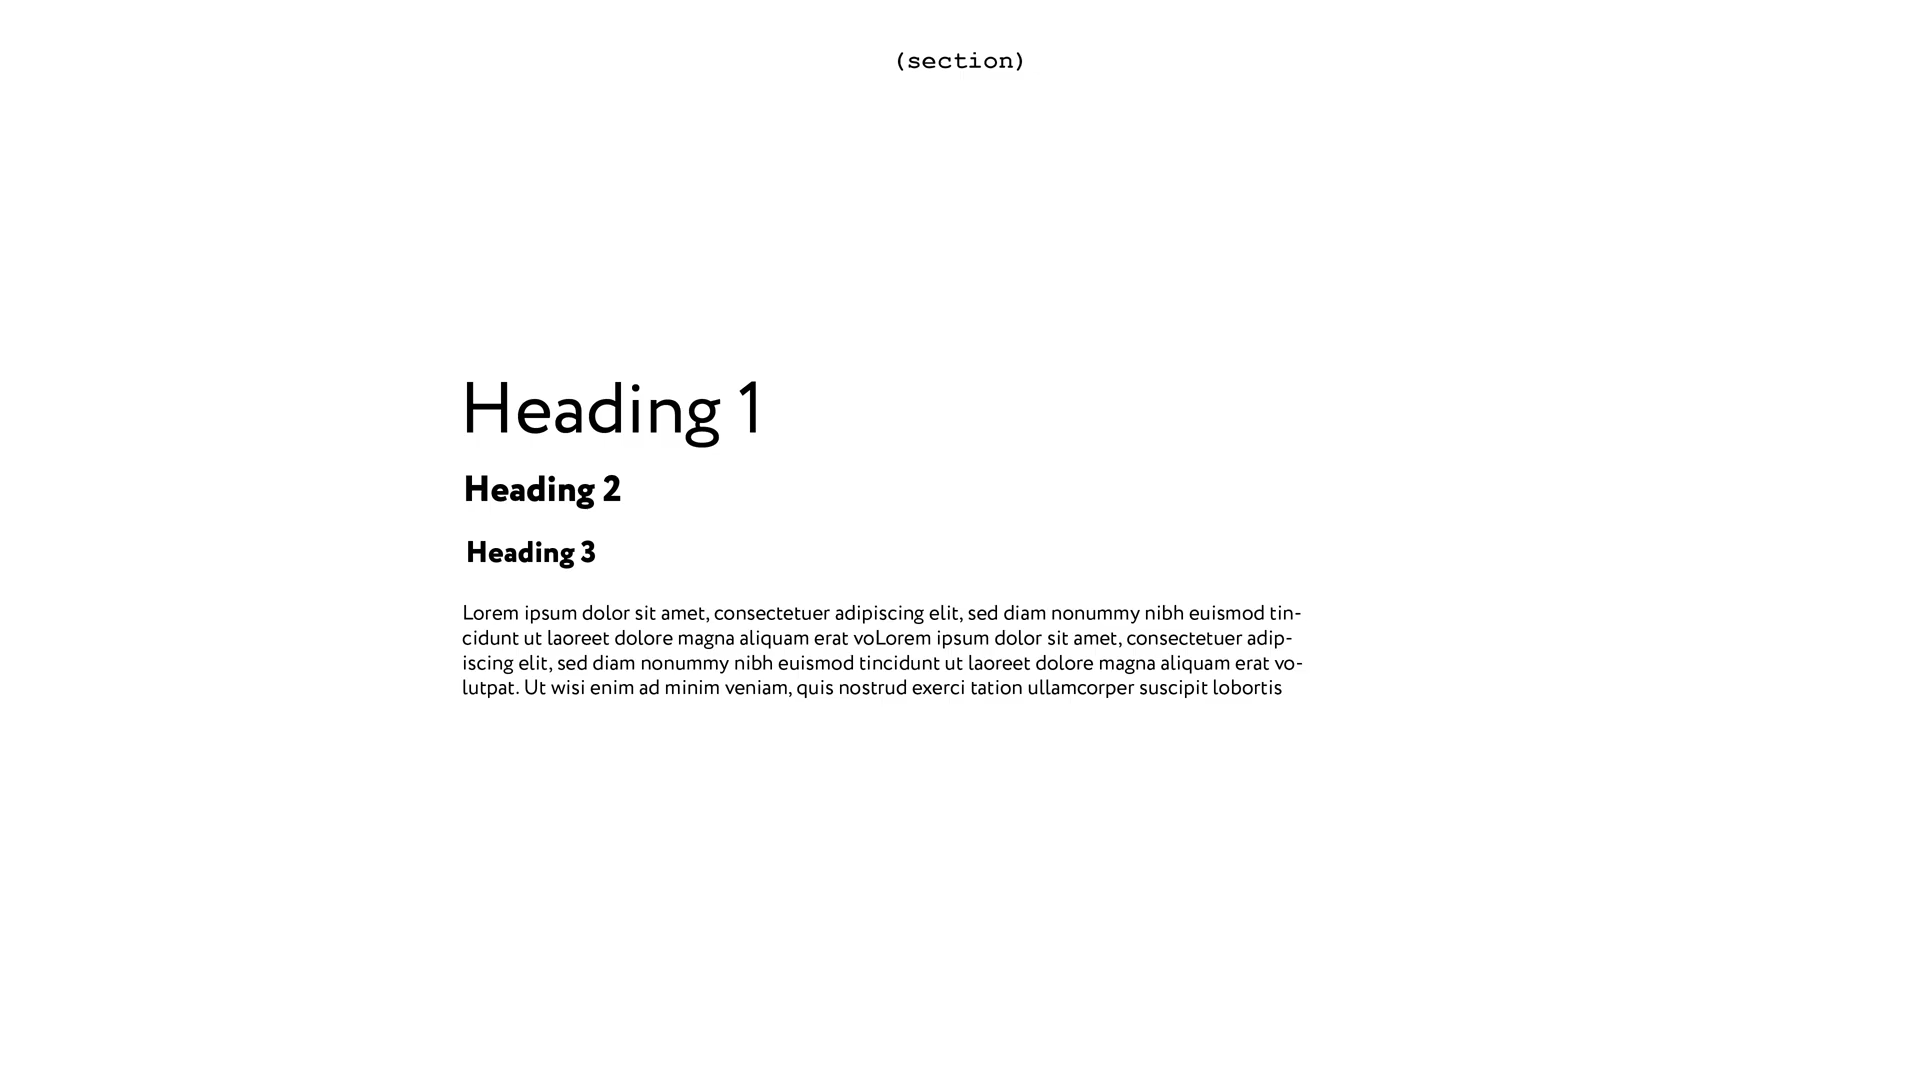 (section)
Heading 1
Heading 2
Heading 3
Lorem ipsum dolor sit amet, consectetuer adipiscing elit, sed diam nonummy nibh euismod tin-
cidunt ut laoreet dolore magna aliquam erat voLorem ipsum dolor sit amet, consectetuer adip-
iscing elit, sed diam nonummy nibh euismod tincidunt ut laoreet dolore magna aliquam erat vo-
lutpat. Ut wisi enim ad minim veniam, quis nostrud exerci tation ullamcorper suscipit lobortis